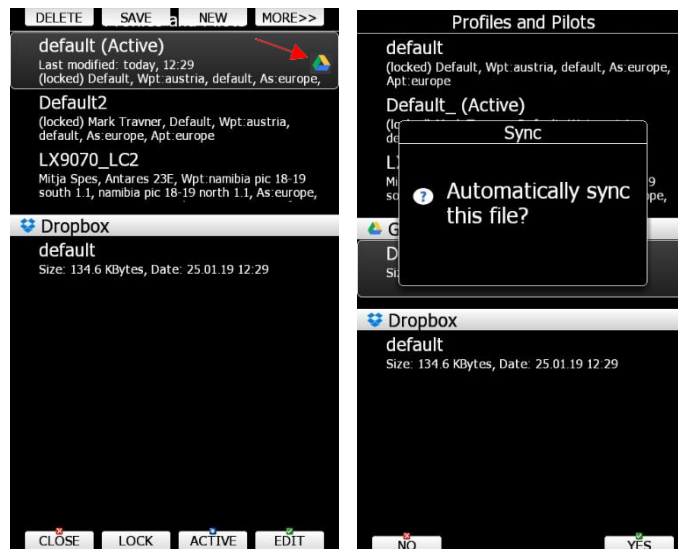 DELETE SAVE NEW MORE>>
default (Active)
Last modified: today, 12:29
(locked) Default, Wpt:austria, default, As:europe,
Default2
(locked) Mark Travner, Default, Wpt:austria,
default, As:europe, Apt:europe
LX9070_LC2
Mitja Spes, Antares 23E, Wpt:namibia pic 18-19
south 1.1, namibia pic 18-19 north 1.1, As:europe,
Dropbox
default
Size: 134.6 KBytes, Date: 25.01.19 12:29
CLOSE LOCK ACTIVE EDIT
Profiles and Pilots
default
(locked) Default, Wpt:austria, default, As:europe,
Apt:europe
Default_ (Active)
Sync
Automatically sync
this file?
Dropbox
default
Size: 134.6 KBytes, Date: 25.01.19 12:29
NO YES